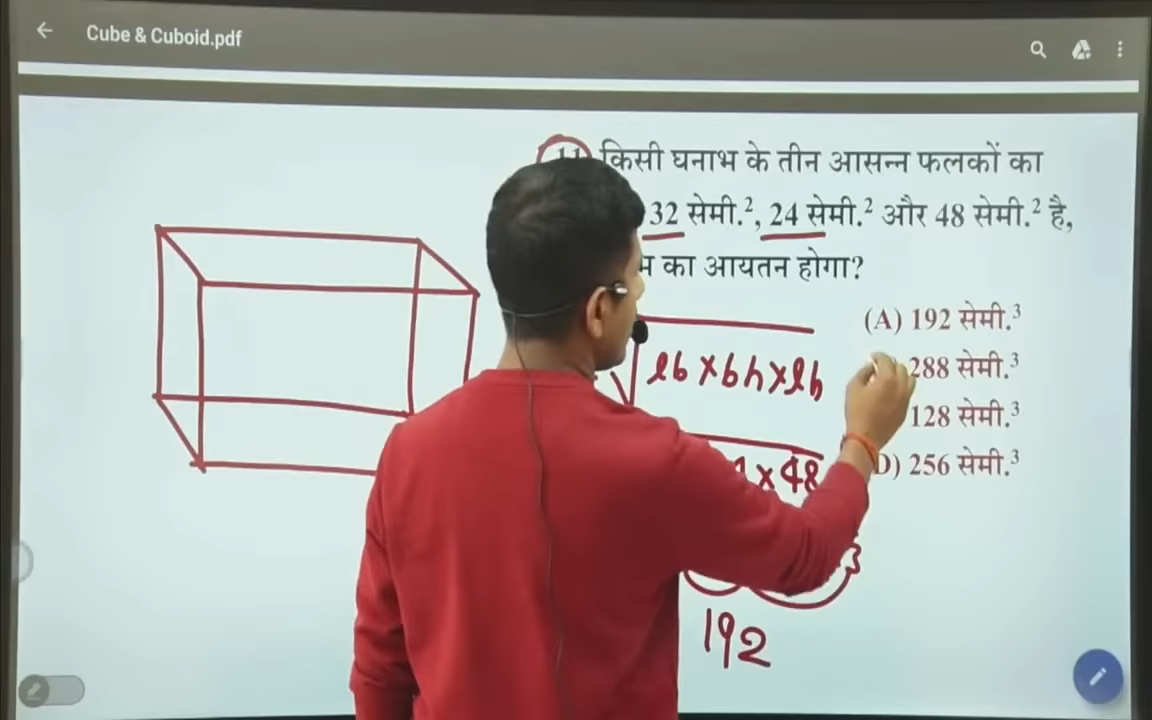 Cube & Cuboid.pdf
किसी घनाभ के तीन आसन्न फलकों का
32 सेमी.², 24 सेमी.² और 48 सेमी.² है,
का आयतन होगा?
(A) 192 सेमी.³
288 सेमी.³
128 सेमी.³
D) 256 सेमी.³
√lb×bh×lh
×48
192